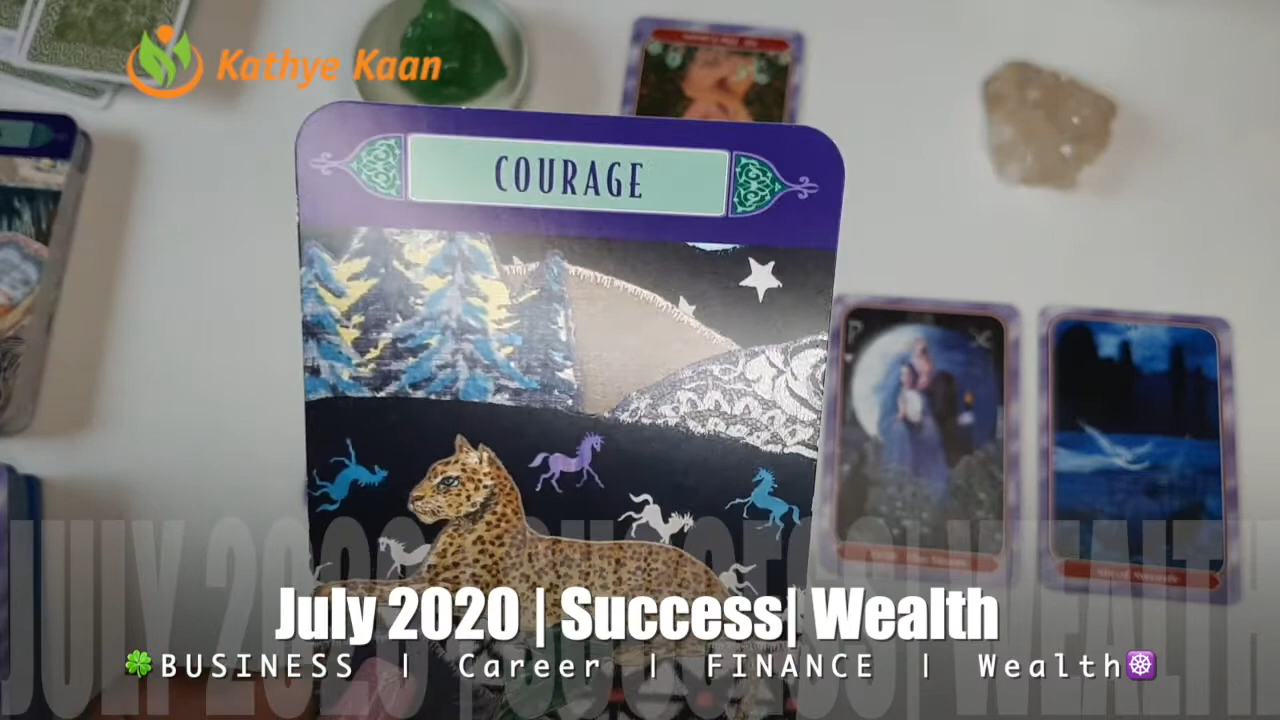 Kathye Kaan
COURAGE
July 2020 | Success| Wealth
🍀BUSINESS | Career | FINANCE | Wealth☸️